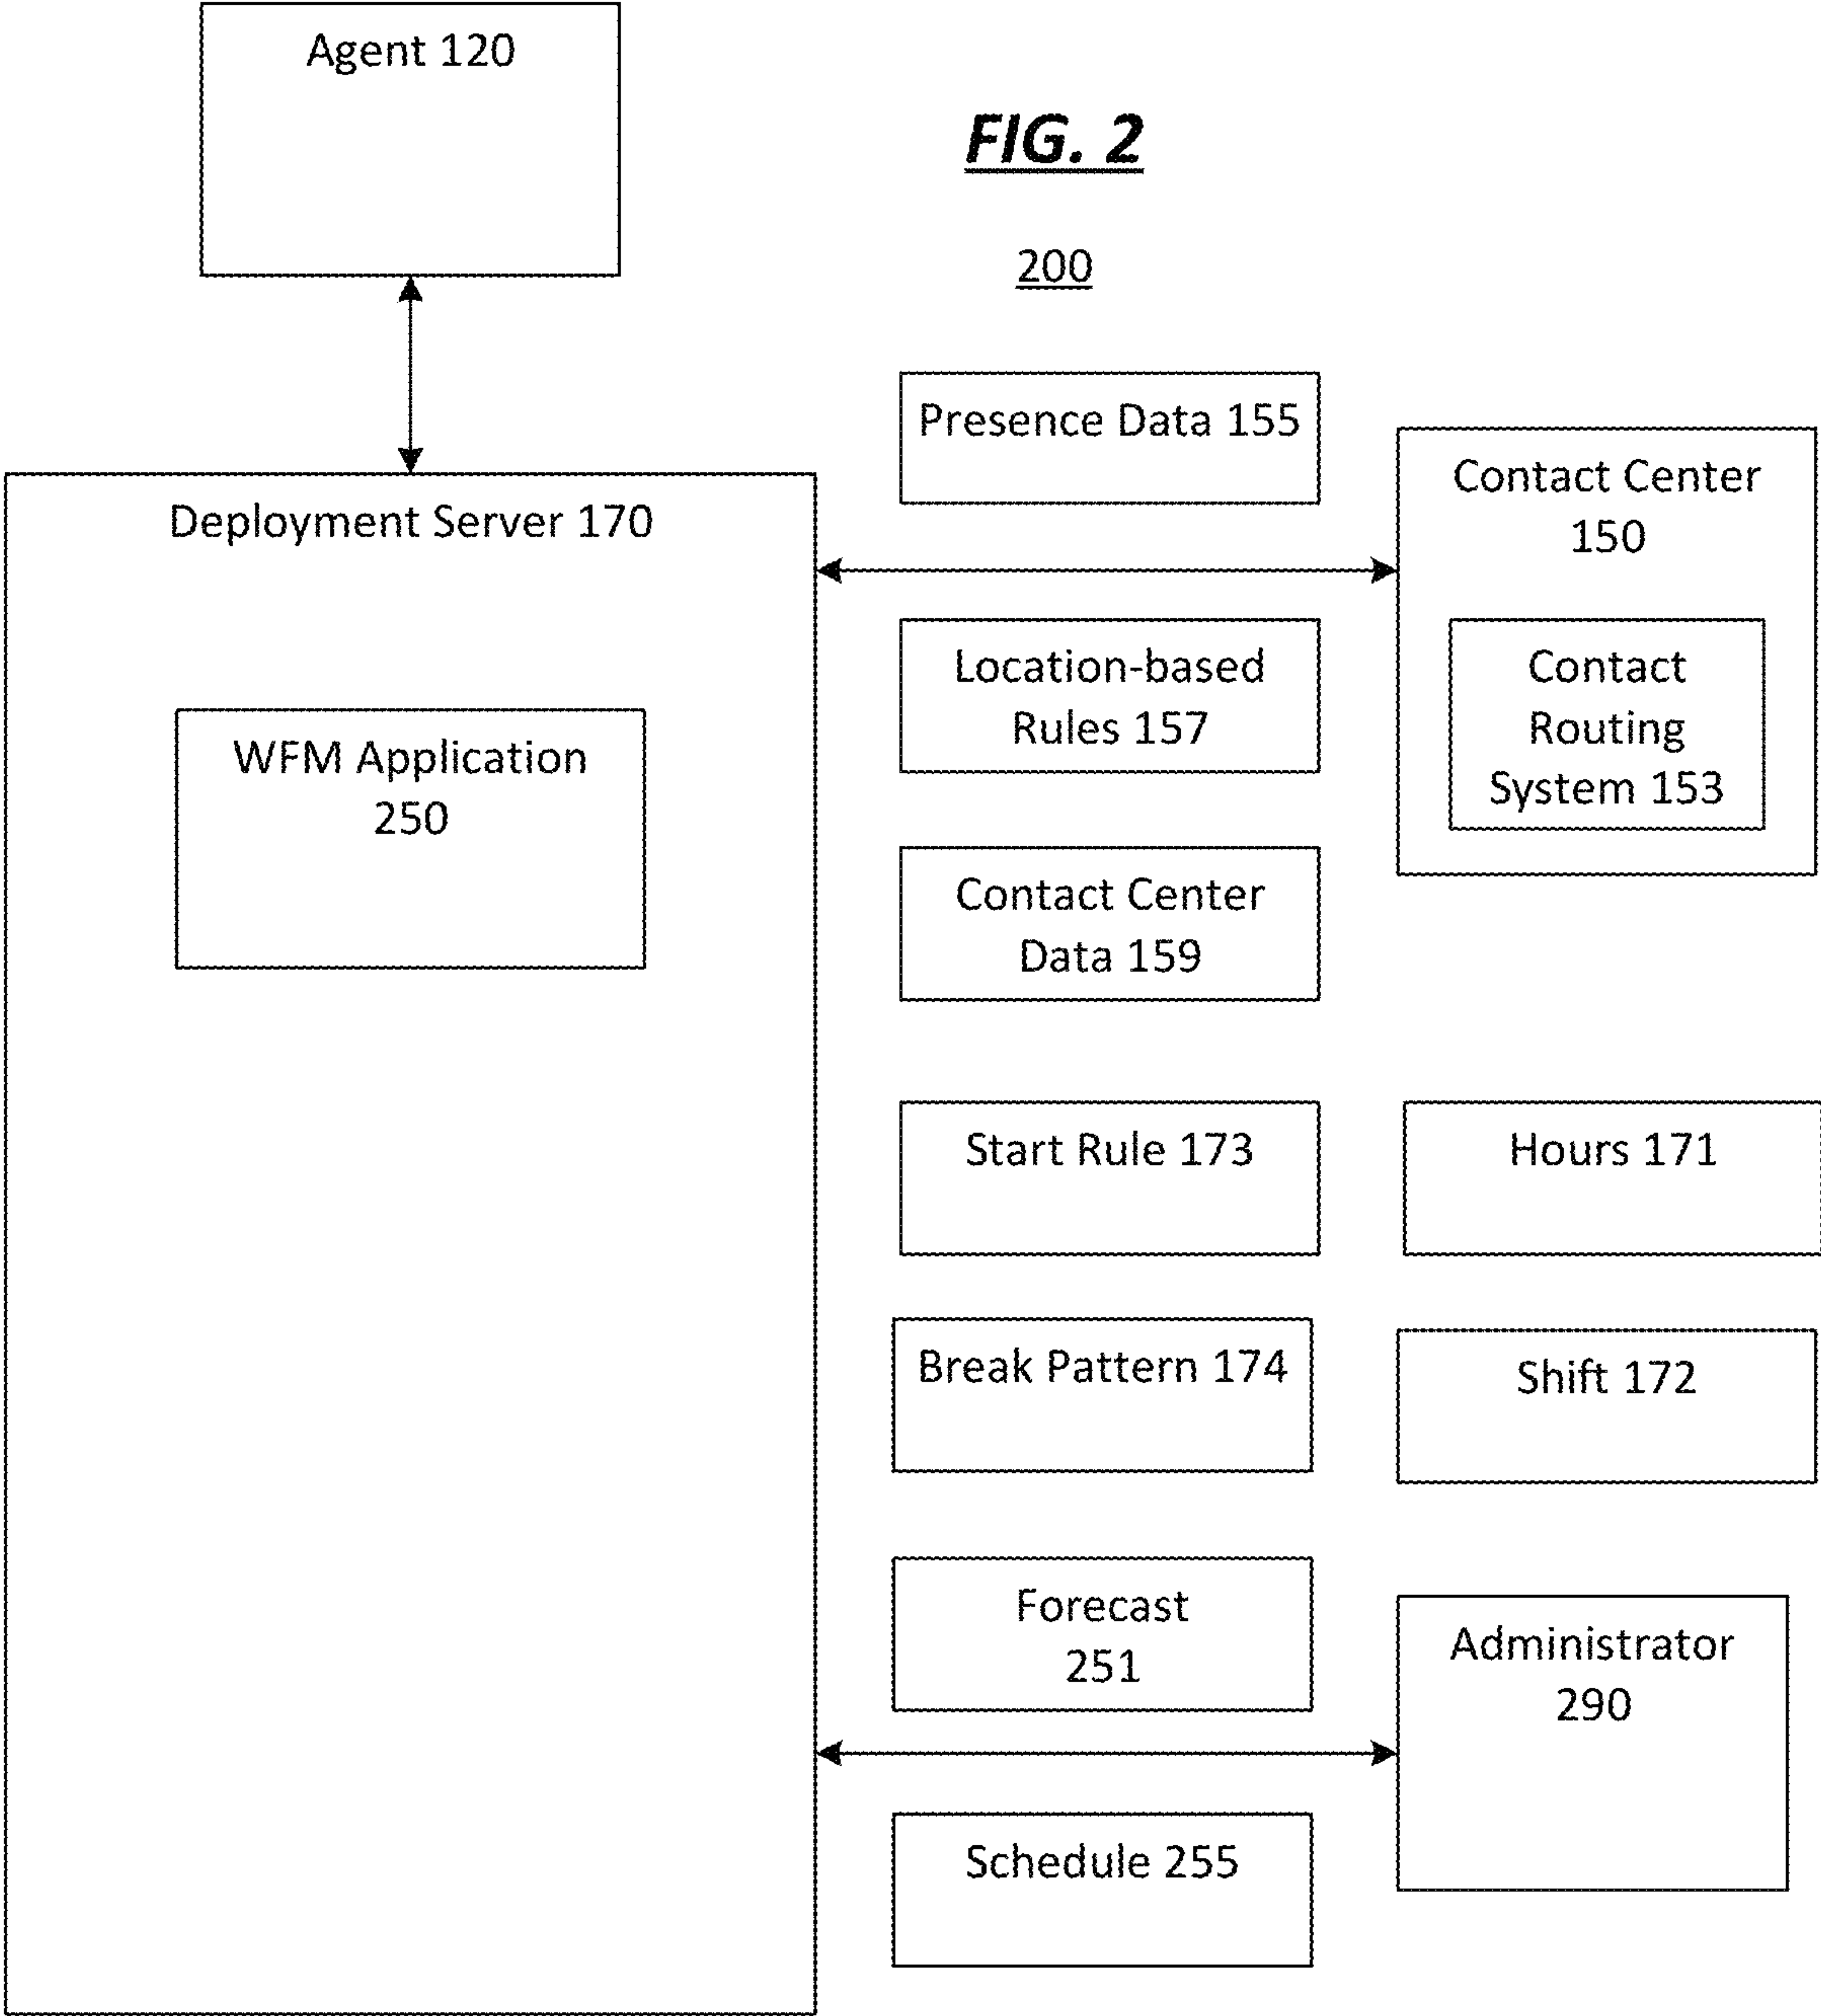 Agent 120
FIG. 2
200
Presence Data 155
Contact Center
150
Deployment Server 170
Location-based
Rules 157
Contact
Routing
System 153
WFM Application
250
Contact Center
Data 159
Start Rule 173
Hours 171
Break Pattern 174
Shift 172
Forecast
251
Administrator
290
Schedule 255